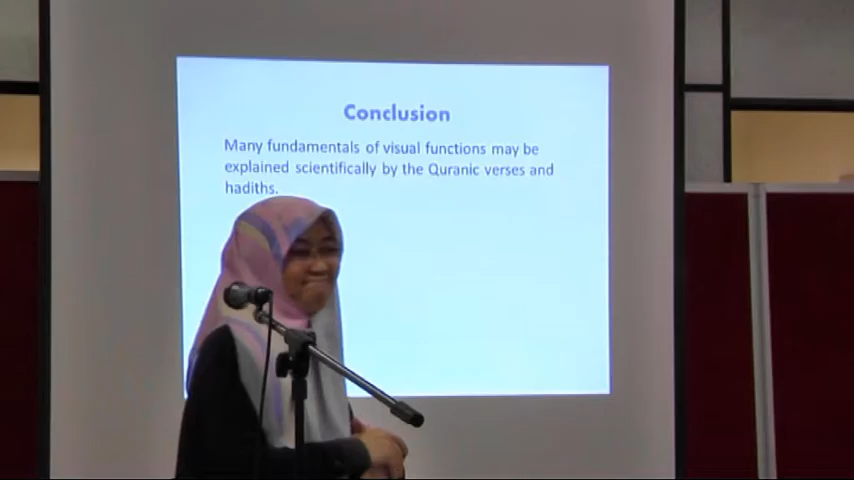 Conclusion
Many fundamentals of visual functions may be
explained scientifically by the Quranic verses and
hadiths.